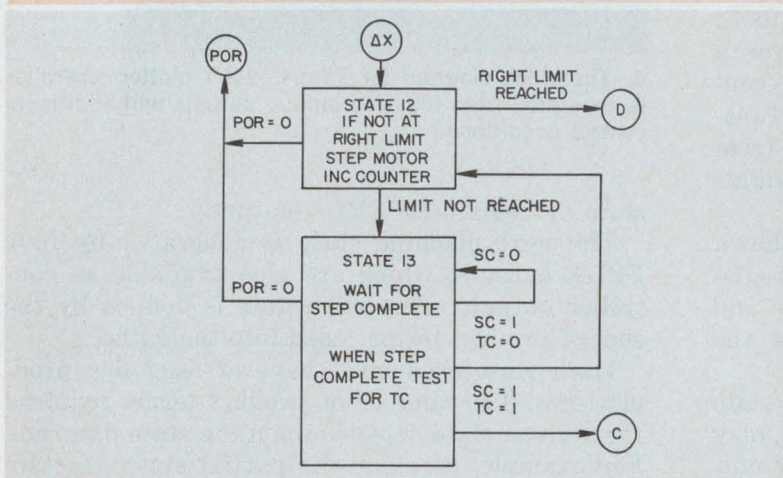 POR
ΔX
RIGHT LIMIT
REACHED
D
STATE 12
IF NOT AT
RIGHT LIMIT
STEP MOTOR
INC COUNTER
POR = 0
LIMIT NOT REACHED
STATE 13
WAIT FOR
STEP COMPLETE
WHEN STEP
COMPLETE TEST
FOR TC
POR = 0
SC = 0
SC = 1
TC = 0
SC = 1
TC = 1
C